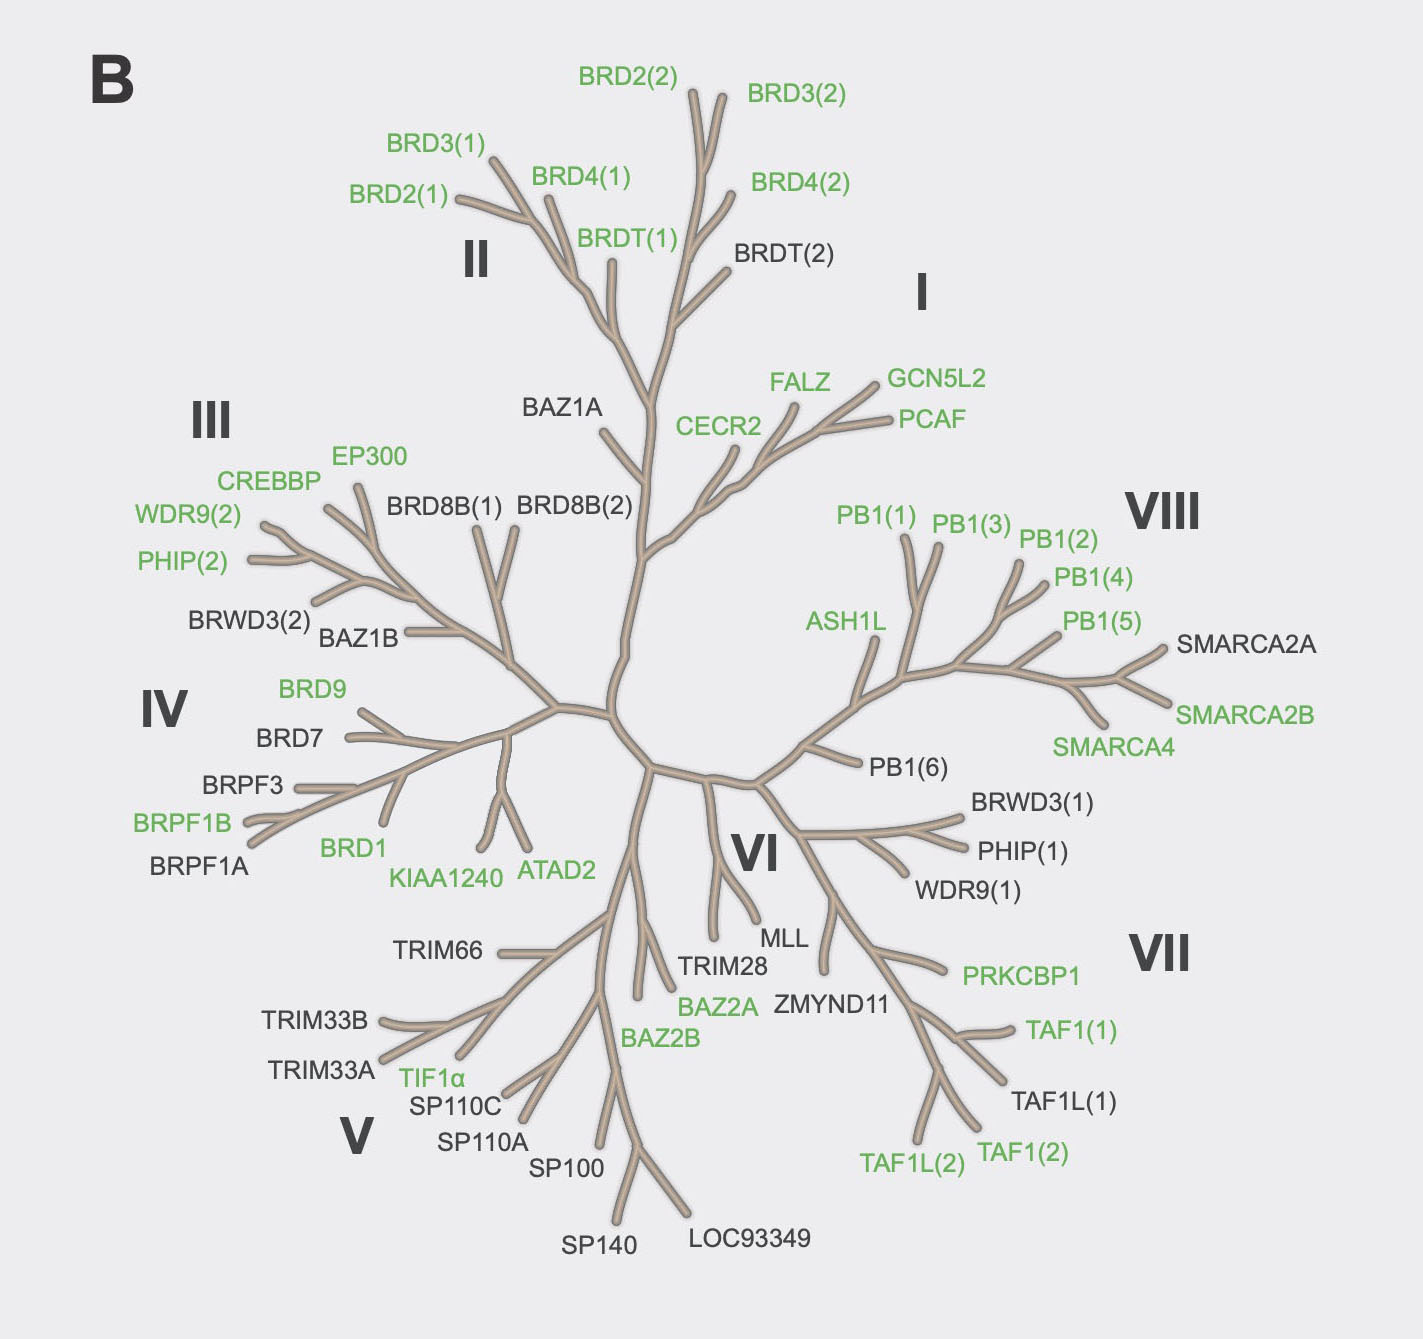 B
BRD2(2)
BRD3(2)
BRD3(1)
BRD4(1)
BRD4(2)
BRD2(1)
BRDT(1)
BRDT(2)
II
I
FALZ
GCN5L2
BAZ1A
CECR2
PCAF
III
EP300
CREBBP
BRD8B(1)
BRD8B(2)
WDR9(2)
PB1(1)
PB1(3)
VIII
PB1(2)
PHIP(2)
PB1(4)
BRWD3(2)
ASH1L
PB1(5)
BAZ1B
SMARCA2A
BRD9
IV
SMARCA2B
BRD7
SMARCA4
PB1(6)
BRPF3
BRWD3(1)
BRPF1B
BRD1
VI
PHIP(1)
BRPF1A
KIAA1240
ATAD2
WDR9(1)
MLL
TRIM66
VII
TRIM28
PRKCBP1
BAZ2A
ZMYND11
TRIM33B
BAZ2B
TAF1(1)
TRIM33A
TIF1α
SP110C
TAF1L(1)
V
SP110A
TAF1(2)
SP100
TAF1L(2)
SP140
LOC93349